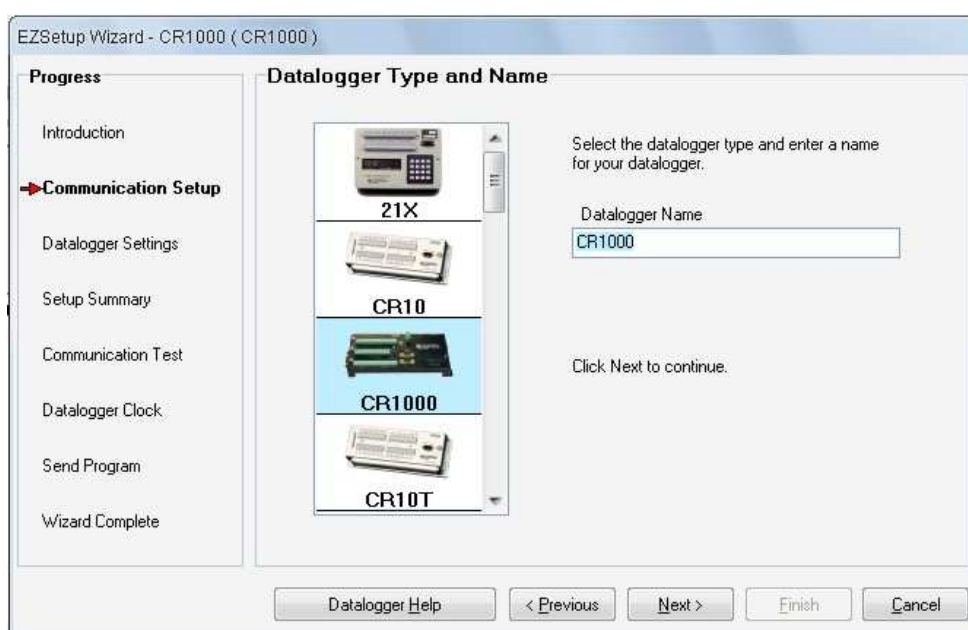 EZSetup Wizard - CR1000 ( CR1000 )
Progress
Introduction
Communication Setup
Datalogger Settings
Setup Summary
Communication Test
Datalogger Clock
Send Program
Wizard Complete
Datalogger Type and Name
21X
CR10
CR1000
CR10T
Select the datalogger type and enter a name
for your datalogger.
Datalogger Name
CR1000
Click Next to continue.
Datalogger Help
< Previous
Next >
Finish
Cancel